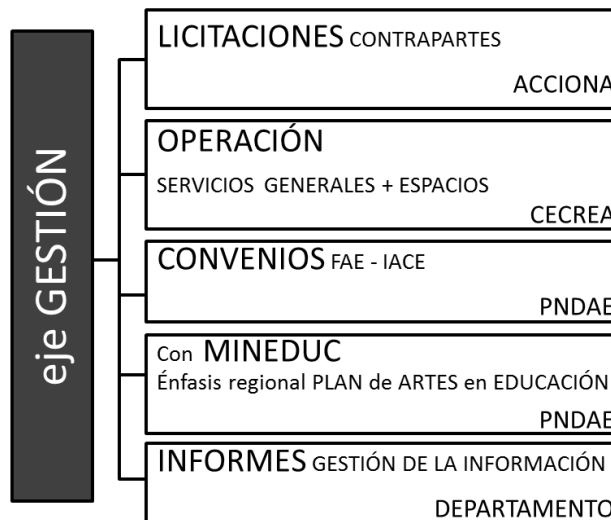 eje GESTIÓN
LICITACIONES CONTRAPARTES
ACCIONA
OPERACIÓN
SERVICIOS GENERALES + ESPACIOS
CECREA
CONVENIOS FAE - IACE
PNDAE
Con MINEDUC
Énfasis regional PLAN de ARTES en EDUCACIÓN
PNDAE
INFORMES GESTIÓN DE LA INFORMACIÓN
DEPARTAMENTO